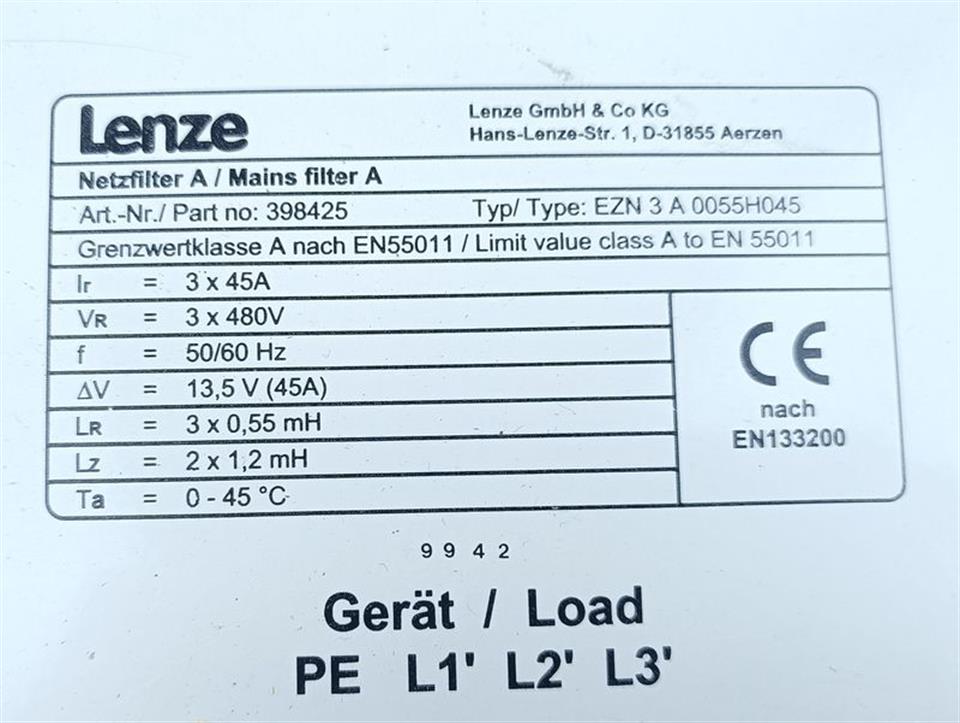 Lenze
Lenze GmbH & Co KG
Hans-Lenze-Str. 1, D-31855 Aerzen
Netzfilter A / Mains filter A
Art.-Nr./ Part no: 398425 Typ/ Type: EZN 3 A 0055H045
Grenzwertklasse A nach EN55011 / Limit value class A to EN 55011
Ir = 3 x 45A
VR = 3 x 480V
f = 50/60 Hz
ΔV = 13,5 V (45A)
LR = 3 x 0,55 mH
Lz = 2 x 1,2 mH
Ta = 0 - 45 °C
CE
nach
EN133200
9 9 4 2
Gerät / Load
PE L1' L2' L3'